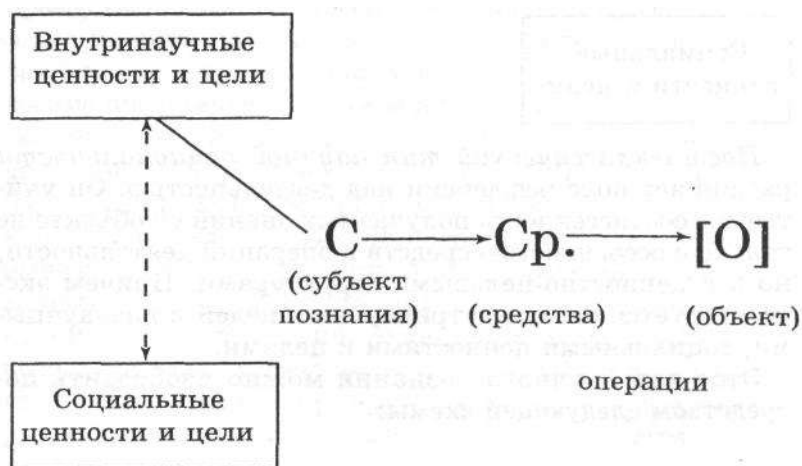 Внутринаучные
ценности и цели
С
Ср.
[О]
(субъект
познания)
(средства)
(объект)
операции
Социальные
ценности и цели